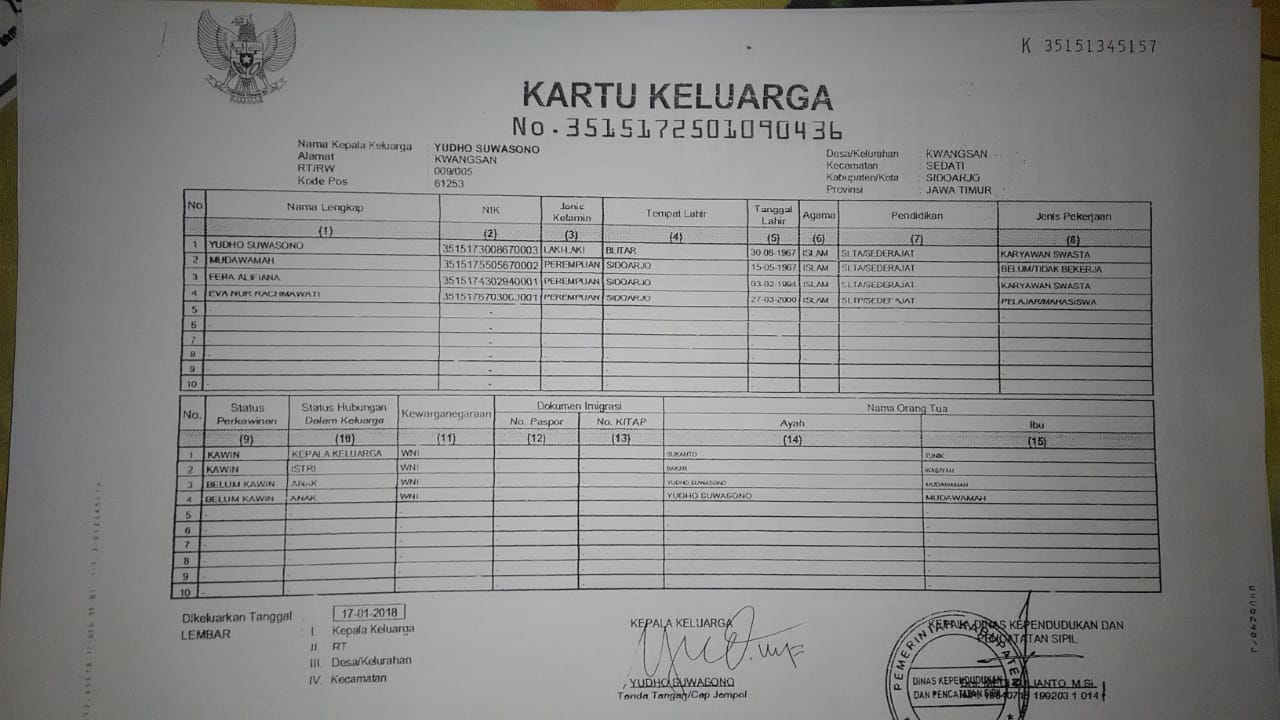 K 35151345157
KARTU KELUARGA
No.3515172501090436
Nama Kepala Keluarga : YUDHO SUWASONO
Alamat : KWANGSAN
RT/RW : 009/005
Kode Pos : 61253
Desa/Kelurahan : KWANGSAN
Kecamatan : SEDATI
Kabupaten/Kota : SIDOARJO
Provinsi : JAWA TIMUR
No Nama Lengkap NIK Jenis Kelamin Tempat Lahir Tanggal Lahir Agama Pendidikan Jenis Pekerjaan
(1) (2) (3) (4) (5) (6) (7) (8)
1 YUDHO SUWASONO 3515173008670003 LAKI-LAKI BLITAR 30-08-1967 ISLAM SLTA/SEDERAJAT KARYAWAN SWASTA
2 MUDAWAMAH 3515175505670002 PEREMPUAN SIDOARJO 15-05-1967 ISLAM SLTA/SEDERAJAT BELUM/TIDAK BEKERJA
3 FERA ALIFIANA 3515174302940001 PEREMPUAN SIDOARJO 03-02-1994 ISLAM SLTA/SEDERAJAT KARYAWAN SWASTA
4 EVA NUR RACHMAWATI PEREMPUAN SIDOARJO 27-03-2000 ISLAM SLTP/SEDERAJAT PELAJAR/MAHASISWA
5 -
6 -
7 -
8 -
9 -
10 -
No. Status Perkawinan Status Hubungan Dalam Keluarga Kewarganegaraan Dokumen Imigrasi Nama Orang Tua
No. Paspor No. KITAP Ayah Ibu
(9) (10) (11) (12) (13) (14) (15)
1 KAWIN KEPALA KELUARGA WNI TUNIK
2 KAWIN ISTRI WNI BAKAR WASIYAH
3 BELUM KAWIN ANAK WNI YUDHO SUWASONO MUDAWAMAH
4 BELUM KAWIN ANAK WNI YUDHO SUWASONO MUDAWAMAH
5
6
7
8
9
10
Dikeluarkan Tanggal : 17-01-2018
LEMBAR : I. Kepala Keluarga
II. RT
III. Desa/Kelurahan
IV. Kecamatan
KEPALA KELUARGA
YUDHO SUWASONO
Tanda Tangan/Cap Jempol
KEPALA DINAS KEPENDUDUKAN DAN
PENCATATAN SIPIL
PEMERINTAH KABUPATEN
DINAS KEPENDUDUKAN
DAN PENCATATAN SIPIL
M.Si.
199203 1 014